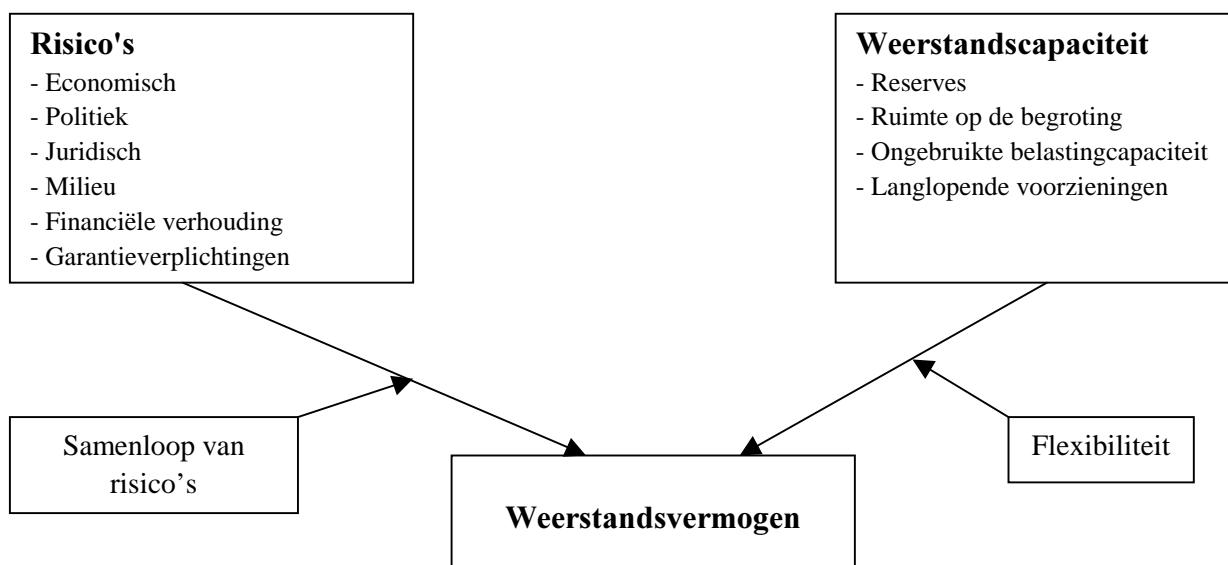 Risico's
- Economisch
- Politiek
- Juridisch
- Milieu
- Financiële verhouding
- Garantieverplichtingen
Weerstandscapaciteit
- Reserves
- Ruimte op de begroting
- Ongebruikte belastingcapaciteit
- Langlopende voorzieningen
Samenloop van
risico’s
Flexibiliteit
Weerstandsvermogen